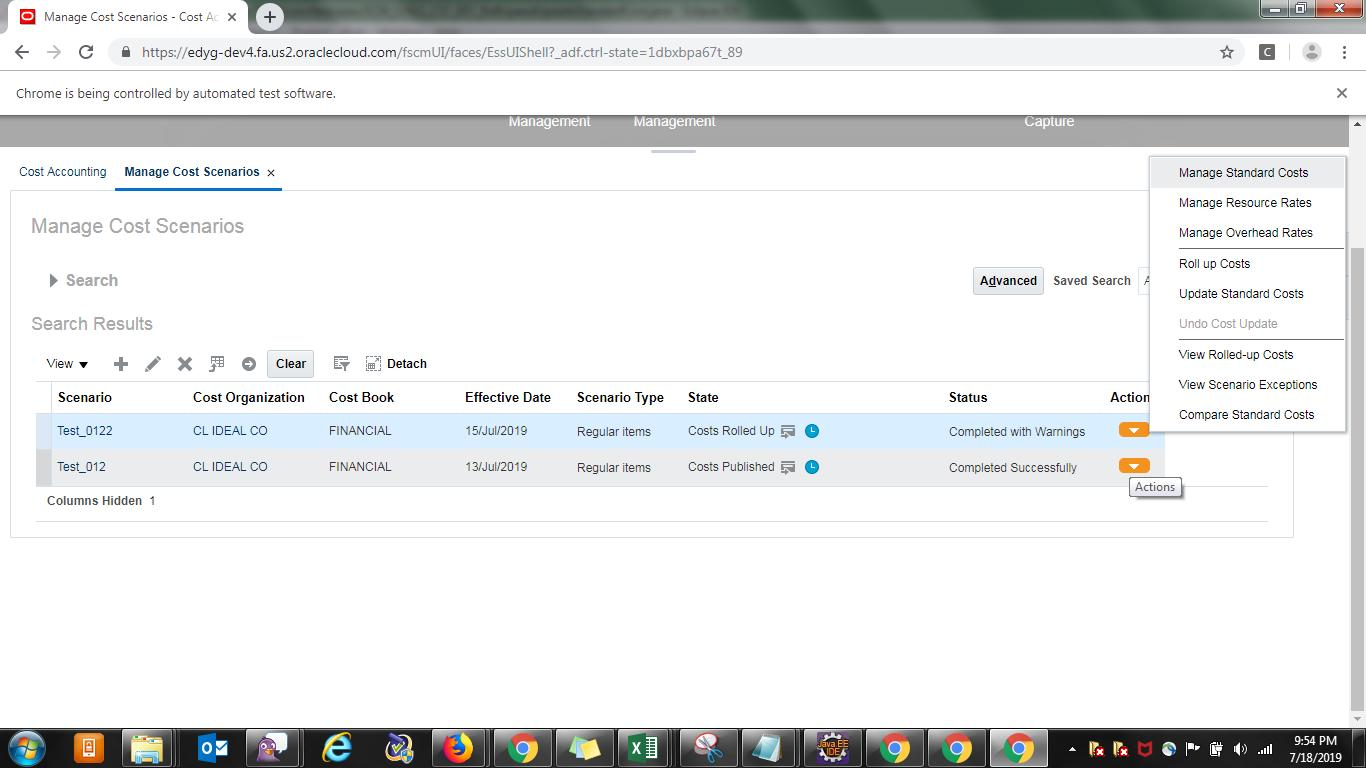 Manage Cost Scenarios - Cost Ac
https://edyg-dev4.fa.us2.oraclecloud.com/fscmUI/faces/EssUIShell?_adf.ctrl-state=1dbxbpa67t_89
C
Chrome is being controlled by automated test software.
Management Management Capture
Cost Accounting Manage Cost Scenarios
Manage Standard Costs
Manage Resource Rates
Manage Overhead Rates
Roll up Costs
Update Standard Costs
Undo Cost Update
View Rolled-up Costs
View Scenario Exceptions
Compare Standard Costs
Manage Cost Scenarios
Search Advanced Saved Search A
Search Results
View Clear Detach
Scenario Cost Organization Cost Book Effective Date Scenario Type State Status Action
Test_0122 CL IDEAL CO FINANCIAL 15/Jul/2019 Regular items Costs Rolled Up Completed with Warnings
Test_012 CL IDEAL CO FINANCIAL 13/Jul/2019 Regular items Costs Published Completed Successfully
Actions
Columns Hidden 1
Java EE
IDE
9:54 PM
7/18/2019